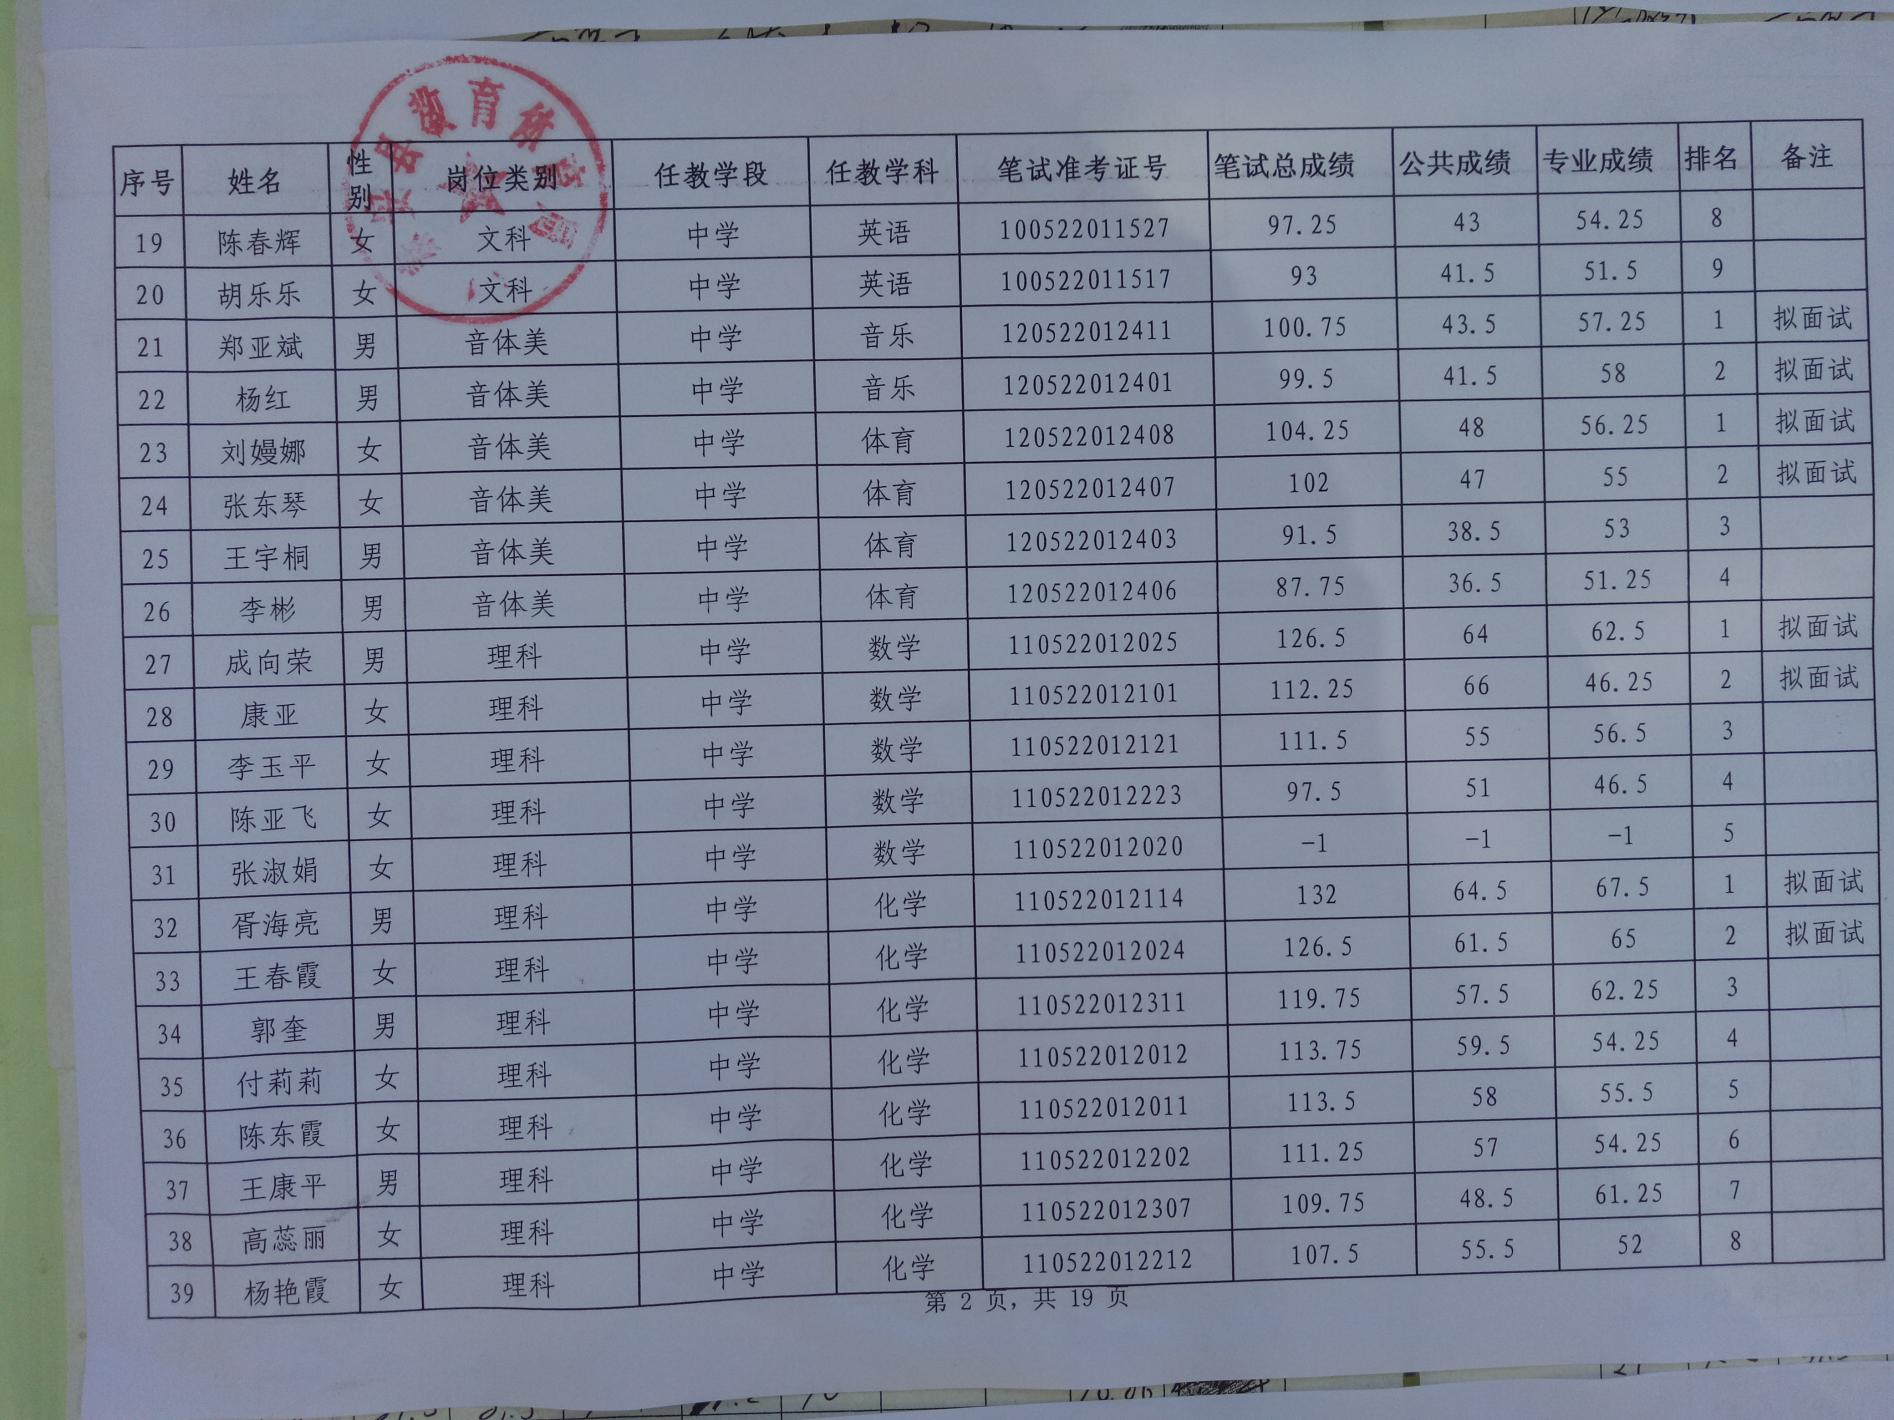 教育体
序号 姓名 性别 岗位类别 任教学段 任教学科 笔试准考证号 笔试总成绩 公共成绩 专业成绩 排名 备注
19 陈春辉 女 文科 中学 英语 100522011527 97.25 43 54.25 8
20 胡乐乐 女 文科 中学 英语 100522011517 93 41.5 51.5 9
21 郑亚斌 男 音体美 中学 音乐 120522012411 100.75 43.5 57.25 1 拟面试
22 杨红 男 音体美 中学 音乐 120522012401 99.5 41.5 58 2 拟面试
23 刘嫚娜 女 音体美 中学 体育 120522012408 104.25 48 56.25 1 拟面试
24 张东琴 女 音体美 中学 体育 120522012407 102 47 55 2 拟面试
25 王宇桐 男 音体美 中学 体育 120522012403 91.5 38.5 53 3
26 李彬 男 音体美 中学 体育 120522012406 87.75 36.5 51.25 4
27 成向荣 男 理科 中学 数学 110522012025 126.5 64 62.5 1 拟面试
28 康亚 女 理科 中学 数学 110522012101 112.25 66 46.25 2 拟面试
29 李玉平 女 理科 中学 数学 110522012121 111.5 55 56.5 3
30 陈亚飞 女 理科 中学 数学 110522012223 97.5 51 46.5 4
31 张淑娟 女 理科 中学 数学 110522012020 -1 -1 -1 5
32 胥海亮 男 理科 中学 化学 110522012114 132 64.5 67.5 1 拟面试
33 王春霞 女 理科 中学 化学 110522012024 126.5 61.5 65 2 拟面试
34 郭奎 男 理科 中学 化学 110522012311 119.75 57.5 62.25 3
35 付莉莉 女 理科 中学 化学 110522012012 113.75 59.5 54.25 4
36 陈东霞 女 理科 中学 化学 110522012011 113.5 58 55.5 5
37 王康平 男 理科 中学 化学 110522012202 111.25 57 54.25 6
38 高蕊丽 女 理科 中学 化学 110522012307 109.75 48.5 61.25 7
39 杨艳霞 女 理科 中学 化学 110522012212 107.5 55.5 52 8
第 2 页，共 19 页